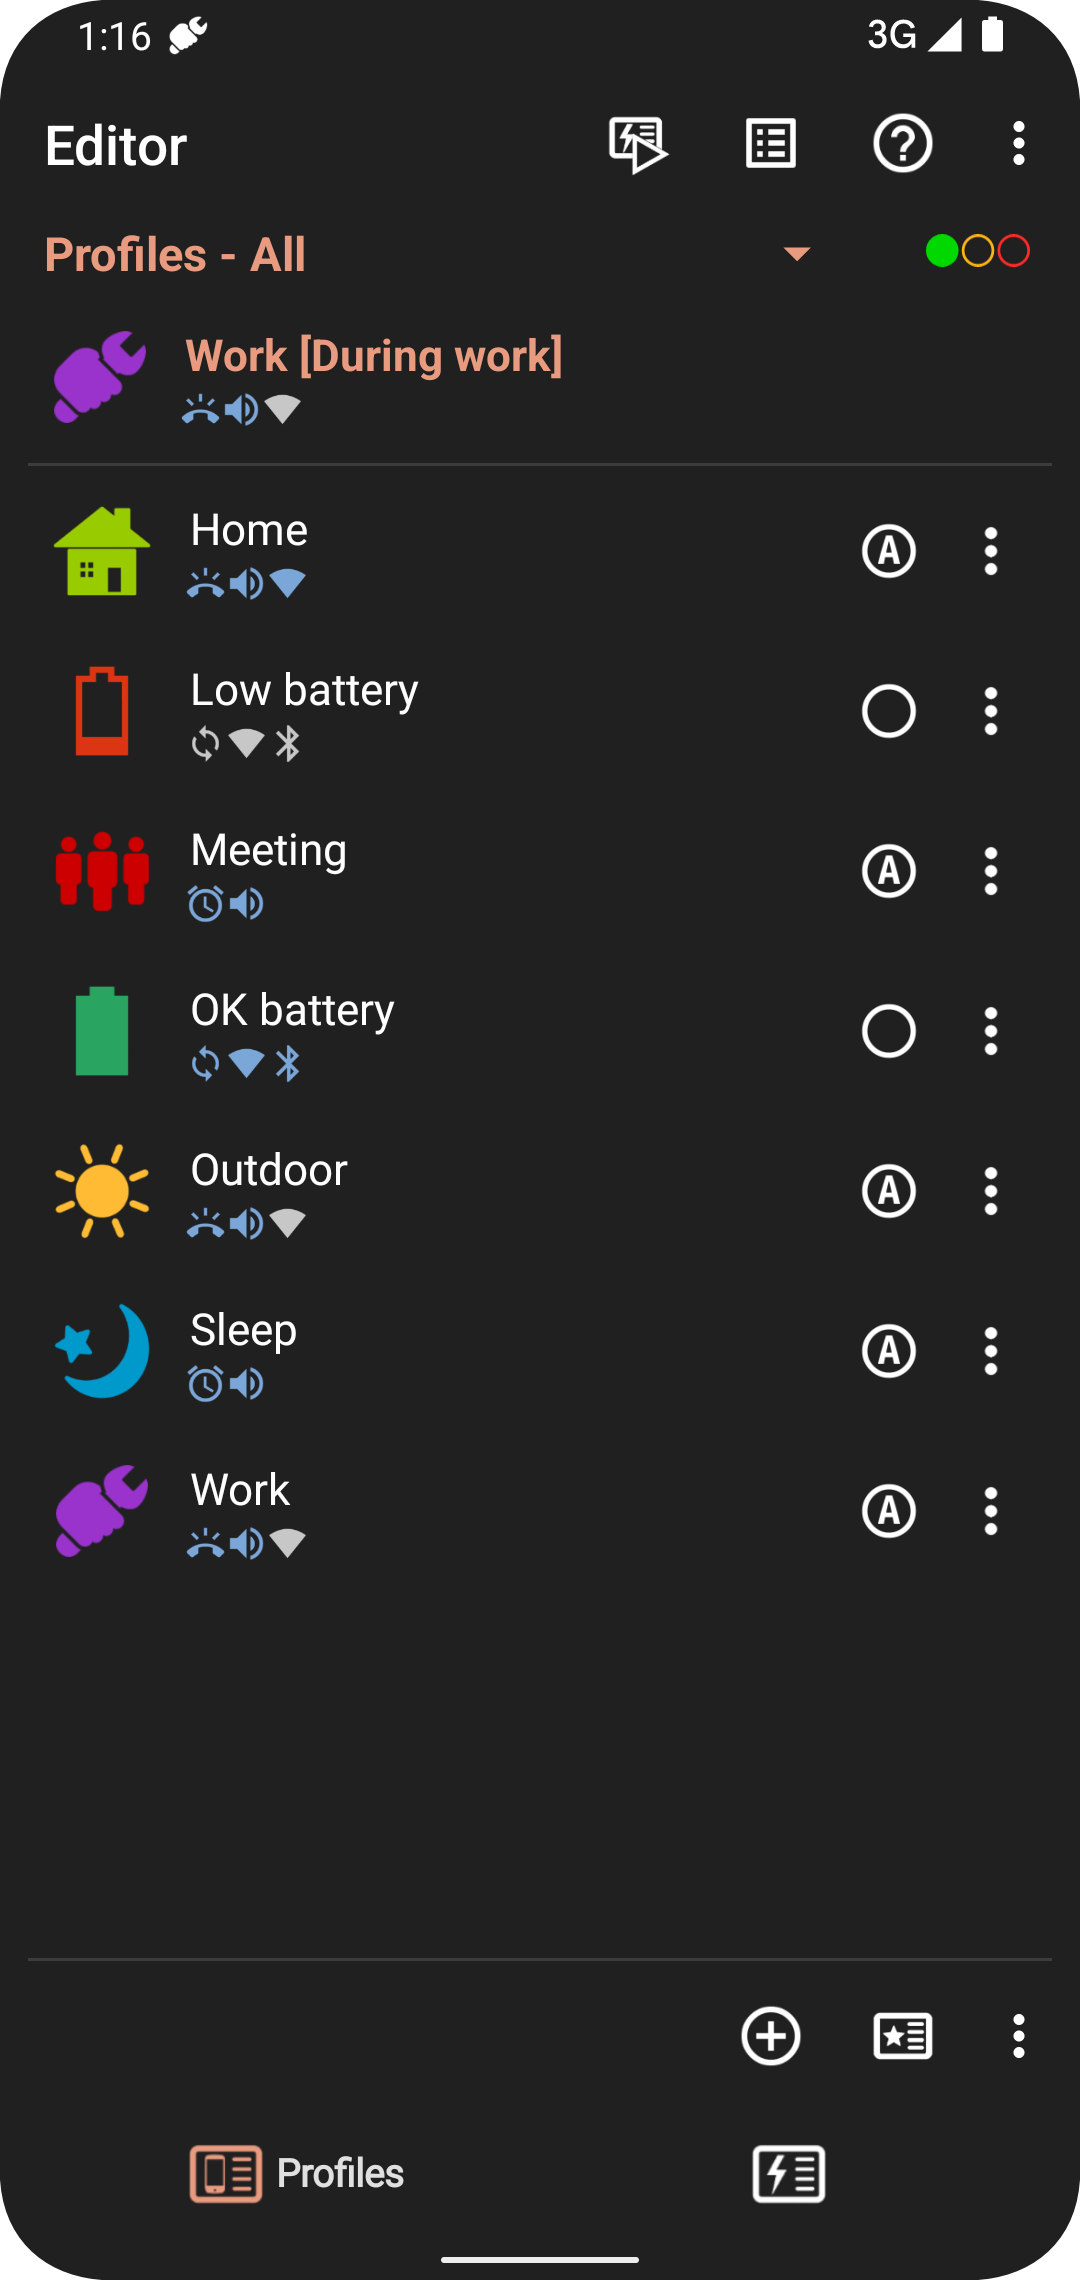 1:16
3G
Editor
Profiles - All
Work [During work]
Home
A
Low battery
Meeting
A
OK battery
Outdoor
A
Sleep
A
Work
A
Profiles